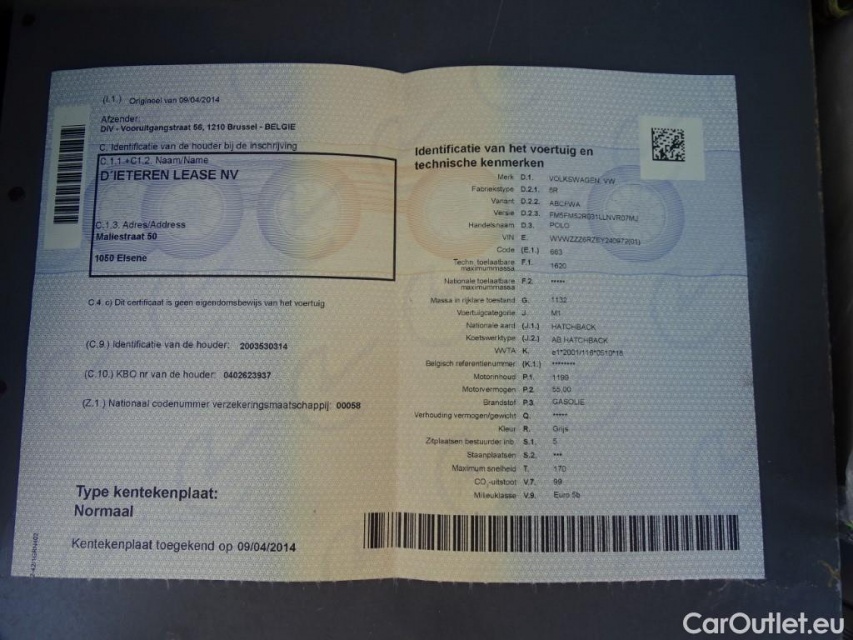 (I.1.) Origineel van 09/04/2014
Afzender:
DIV - Vooruitgangstraat 56, 1210 Brussel - BELGIE
C. Identificatie van de houder bij de inschrijving
C.1.1.+C1.2. Naam/Name
D'IETEREN LEASE NV
C.1.3. Adres/Address
Maliestraat 50
1050 Elsene
C.4 c) Dit certificaat is geen eigendomsbewijs van het voertuig
(C.9.) Identificatie van de houder: 2003530314
(C.10.) KBO nr van de houder: 0402623937
(Z.1.) Nationaal codenummer verzekeringsmaatschappij: 00058
Type kentekenplaat:
Normaal
Kentekenplaat toegekend op 09/04/2014
Identificatie van het voertuig en
technische kenmerken
Merk D.1. VOLKSWAGEN, VW
Fabriekstype D.2.1. 6R
Variant D.2.2. ABCFWA
Versie D.2.3.
Handelsnaam D.3. POLO
VIN E.
Code (E.1.) 663
Techn. toelaatbare maximummassa F.1. 1620
Nationale toelaatbare maximummassa F.2. *****
Massa in rijklare toestand G. 1132
Voertuigcategorie J. M1
Nationale aard (J.1.) HATCHBACK
Koetswerktype (J.2.) AB HATCHBACK
WVTA K. e1*2001/116*0510*18
Belgisch referentienummer (K.1.) ********
Motorinhoud P.1. 1199
Motorvermogen P.2. 55.00
Brandstof P.3. GASOLIE
Verhouding vermogen/gewicht Q. *****
Kleur R. Grijs
Zitplaatsen bestuurder inb. S.1. 5
Staanplaatsen S.2. ***
Maximum snelheid T. 170
CO₂-uitstoot V.7. 99
Milieuklasse V.9. Euro 5b
CarOutlet.eu